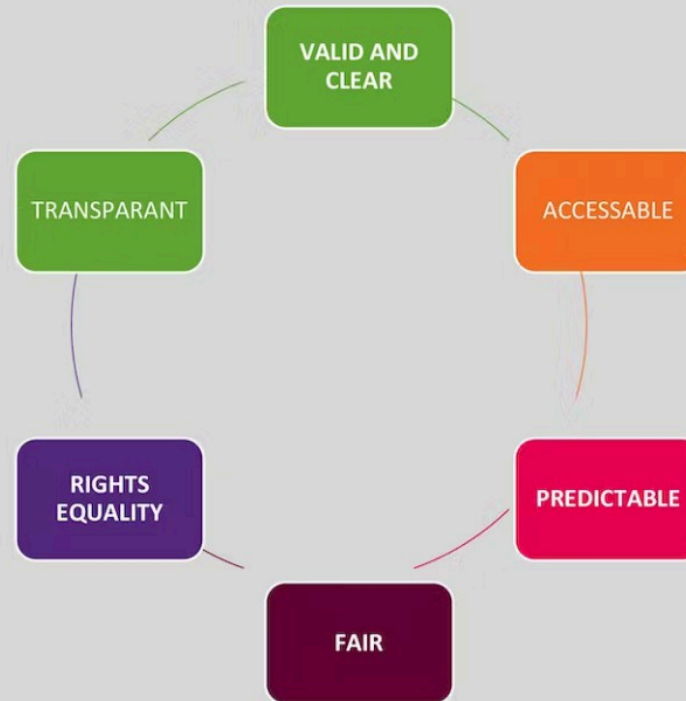 VALID AND
CLEAR
TRANSPARANT
ACCESSABLE
RIGHTS
EQUALITY
PREDICTABLE
FAIR